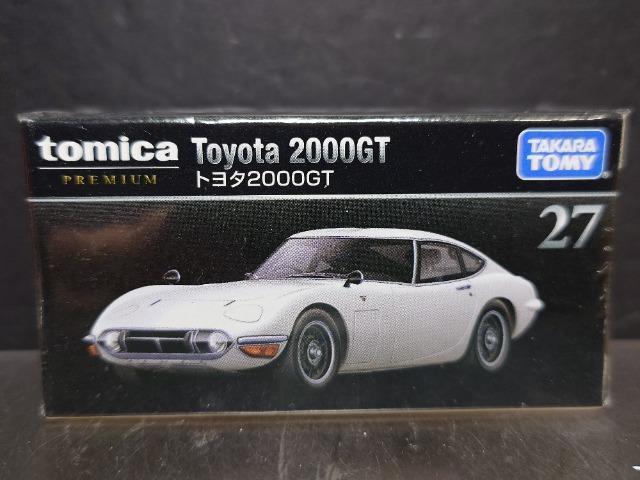 tomica
PREMIUM
Toyota 2000GT
トヨタ2000GT
TAKARA
TOMY
27